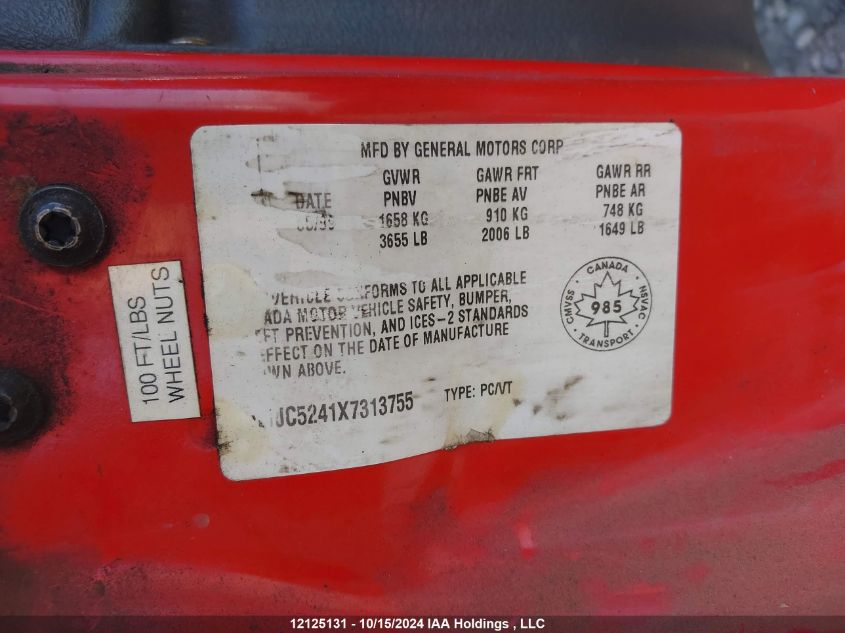 MFD BY GENERAL MOTORS CORP
DATE GVWR GAWR FRT GAWR RR
PNBV PNBE AV PNBE AR
1658 KG 910 KG 748 KG
3655 LB 2006 LB 1649 LB
VEHICLE CONFORMS TO ALL APPLICABLE
ADA MOTOR VEHICLE SAFETY, BUMPER,
EFT PREVENTION, AND ICES-2 STANDARDS
EFFECT ON THE DATE OF MANUFACTURE
WN ABOVE.
CANADA
CMVSS 985 NSVAC
TRANSPORT
1JC5241X7313755 TYPE: PC/VT
100 FT/LBS
WHEEL NUTS
12125131 - 10/15/2024 IAA Holdings , LLC